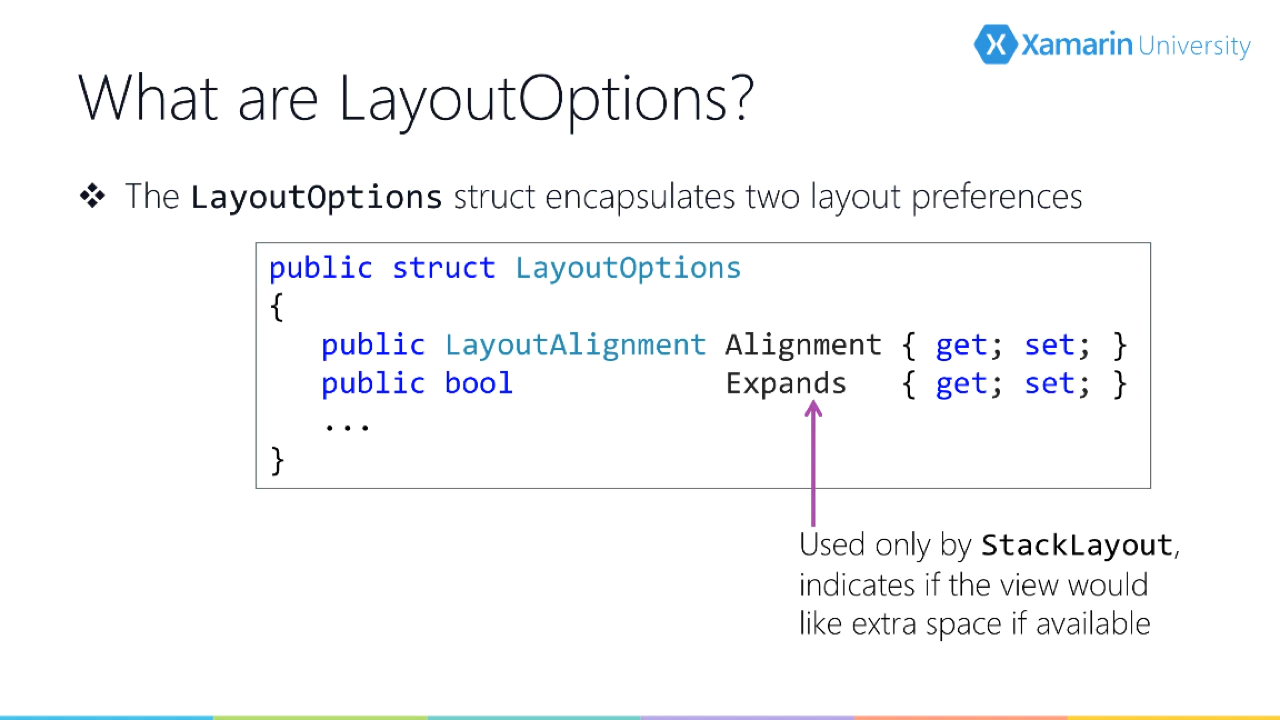 Xamarin University
What are LayoutOptions?
❖ The LayoutOptions struct encapsulates two layout preferences
public struct LayoutOptions
{
public LayoutAlignment Alignment { get; set; }
public bool Expands { get; set; }
...
}
Used only by StackLayout,
indicates if the view would
like extra space if available